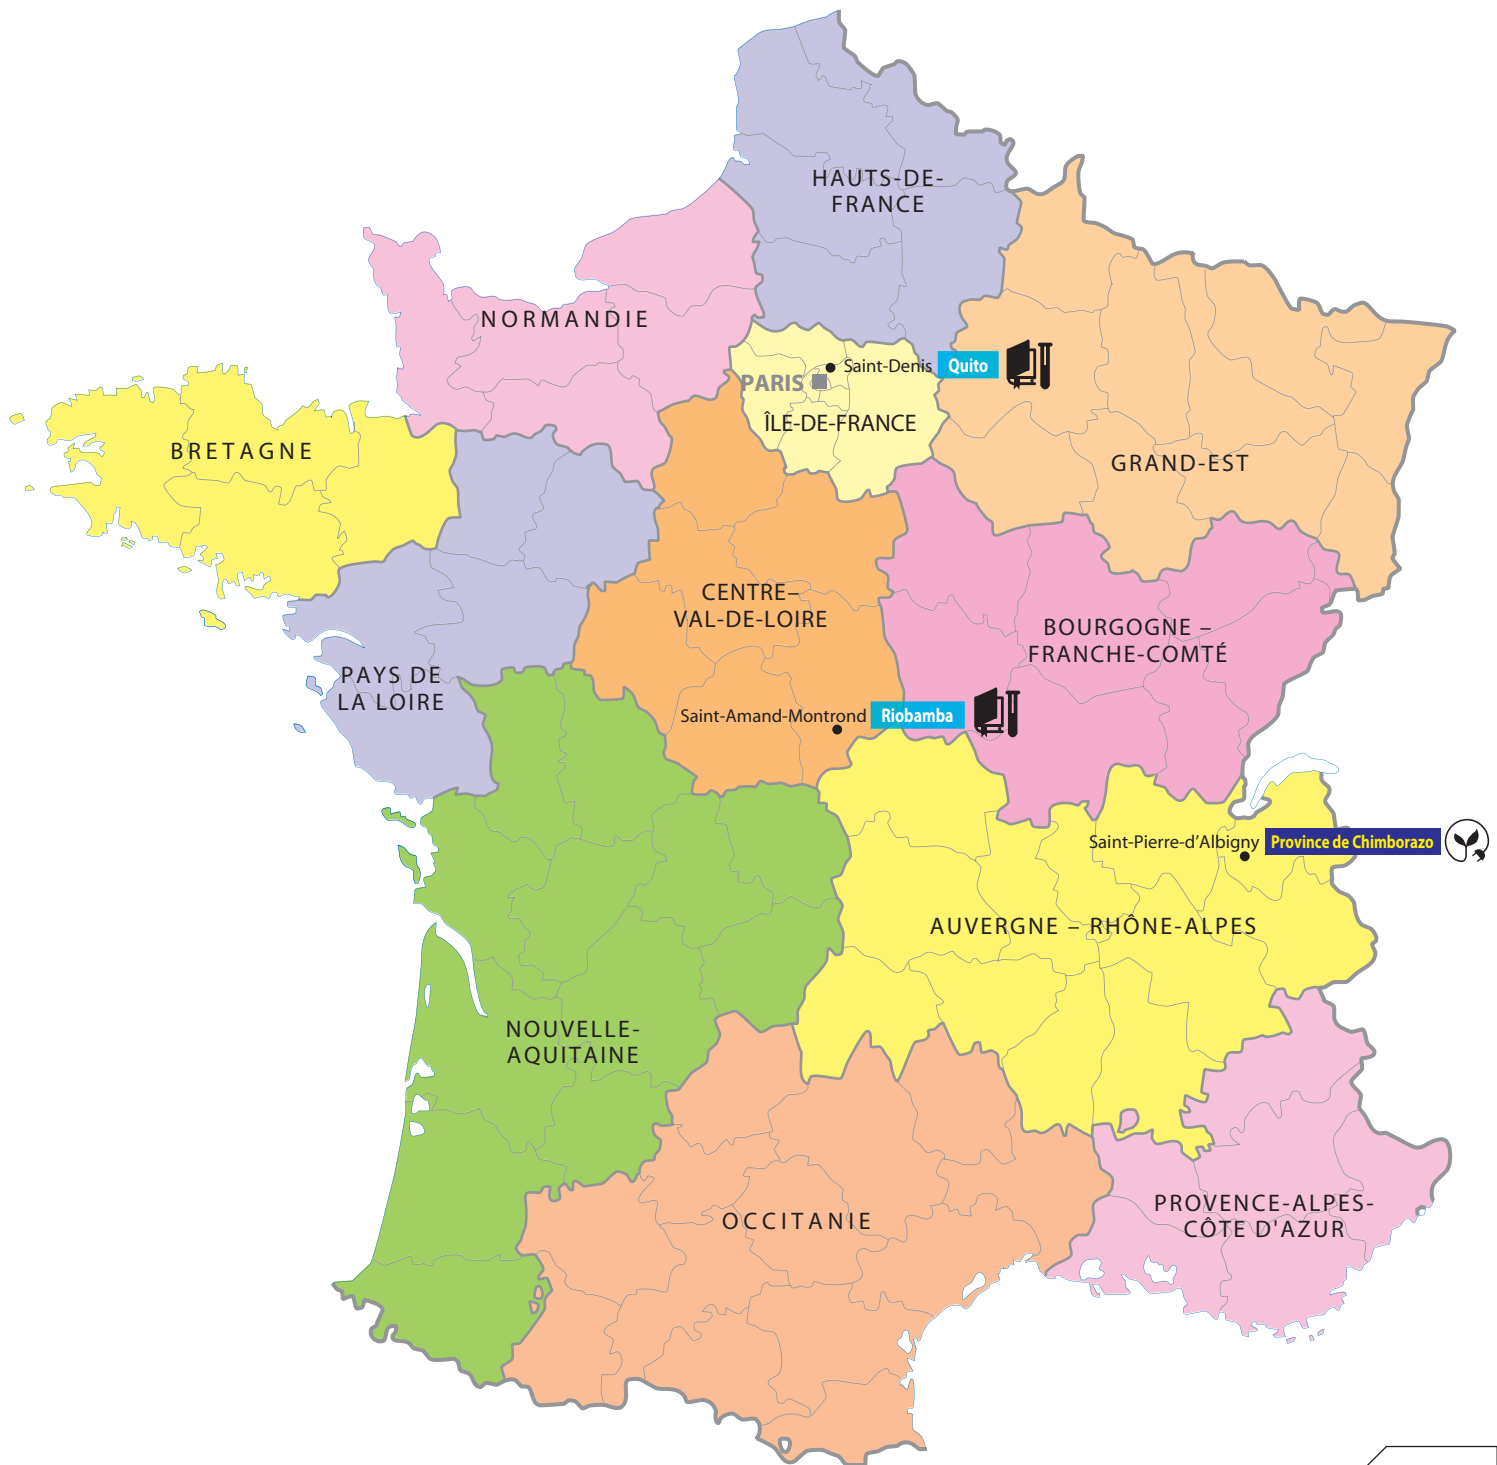 HAUTS-DE-
FRANCE
NORMANDIE
Saint-Denis Quito
PARIS
ÎLE-DE-FRANCE
BRETAGNE
GRAND-EST
CENTRE–
VAL-DE-LOIRE
BOURGOGNE –
FRANCHE-COMTÉ
PAYS DE
LA LOIRE
Saint-Amand-Montrond Riobamba
Saint-Pierre-d'Albigny Province de Chimborazo
AUVERGNE – RHÔNE-ALPES
NOUVELLE-
AQUITAINE
PROVENCE-ALPES-
CÔTE D'AZUR
OCCITANIE